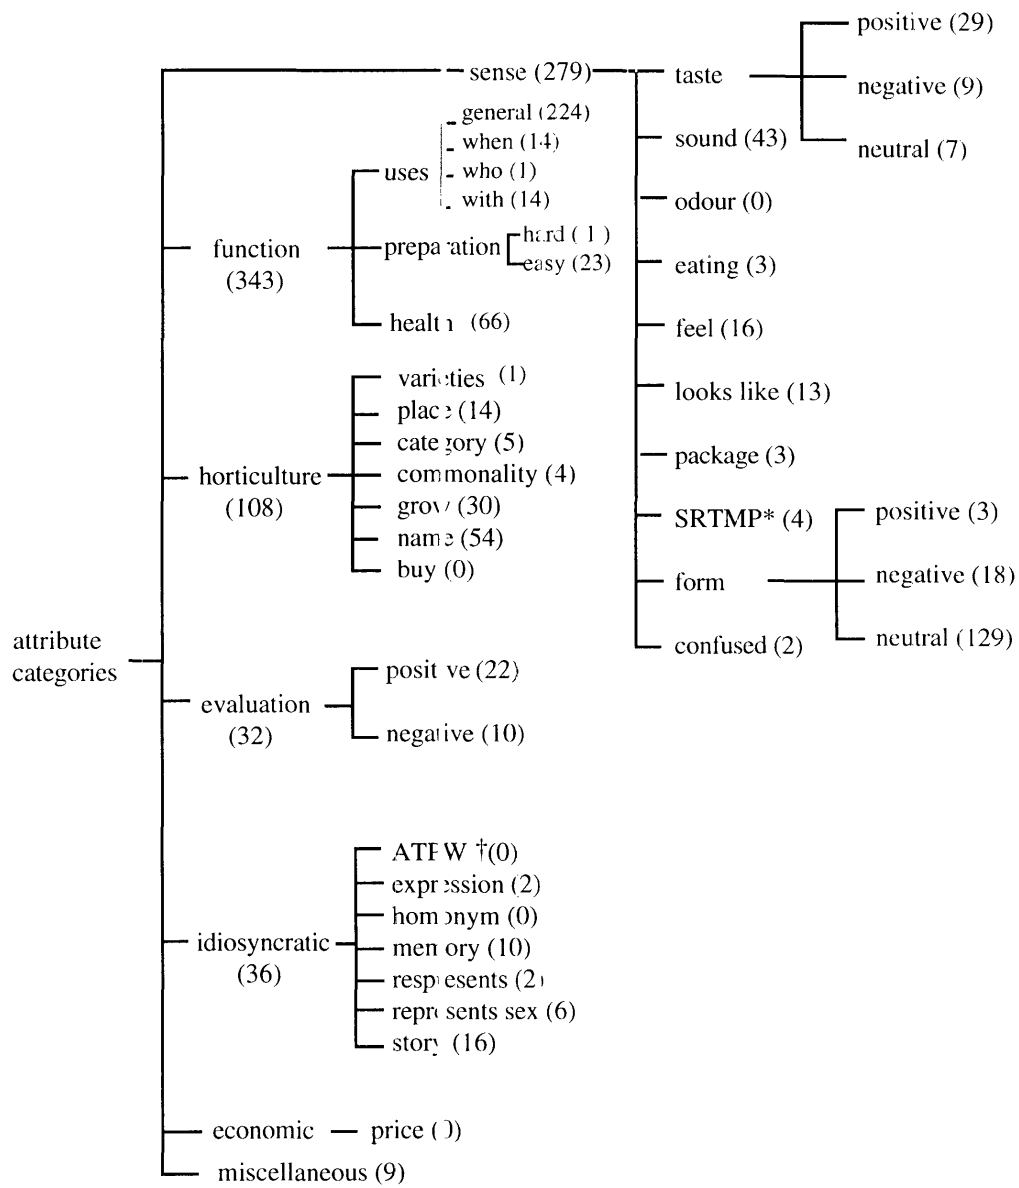 attribute
categories
sense (279)
taste
positive (29)
negative (9)
neutral (7)
sound (43)
odour (0)
eating (3)
feel (16)
looks like (13)
package (3)
SRTMP* (4)
form
positive (3)
negative (18)
neutral (129)
confused (2)
function
(343)
uses
general (224)
when (14)
who (1)
with (14)
preparation
hard (1)
easy (23)
health (66)
horticulture
(108)
varieties (1)
place (14)
category (5)
commonality (4)
grow (30)
name (54)
buy (0)
evaluation
(32)
positive (22)
negative (10)
idiosyncratic
(36)
†(0)
expression (2)
homonym (0)
memory (10)
respresents (2)
represents sex (6)
story (16)
economic
price (0)
miscellaneous (9)